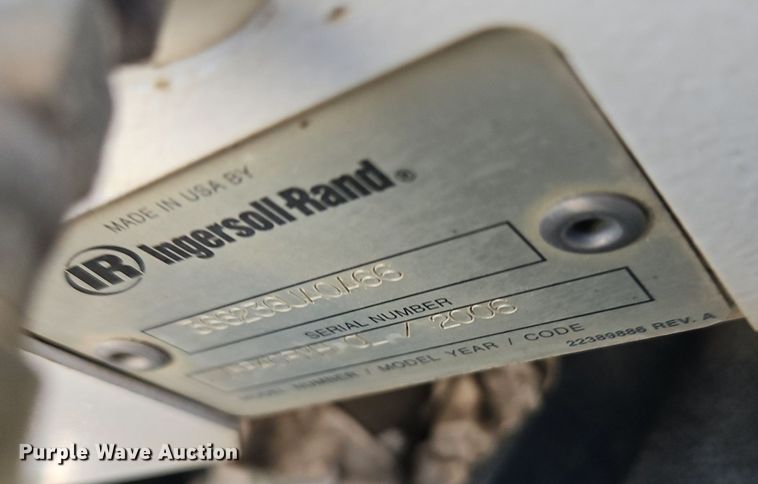 MADE IN USA BY
IR Ingersoll-Rand®
SERIAL NUMBER
/ 2006
MODEL NUMBER / MODEL YEAR / CODE
22389886 REV. A
Purple Wave Auction